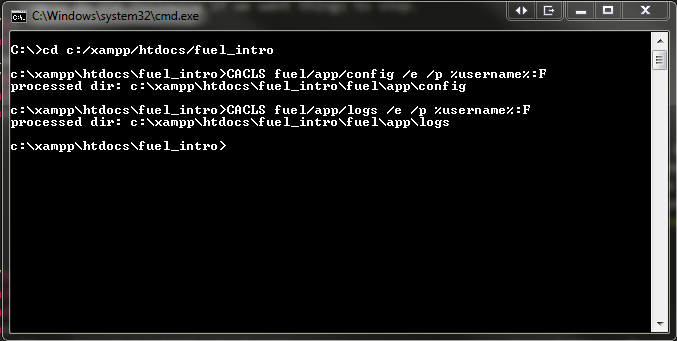 C:\Windows\system32\cmd.exe
C:\>cd c:/xampp/htdocs/fuel_intro
c:\xampp\htdocs\fuel_intro>CACLS fuel/app/config /e /p %username%:F
processed dir: c:\xampp\htdocs\fuel_intro\fuel\app\config
c:\xampp\htdocs\fuel_intro>CACLS fuel/app/logs /e /p %username%:F
processed dir: c:\xampp\htdocs\fuel_intro\fuel\app\logs
c:\xampp\htdocs\fuel_intro>